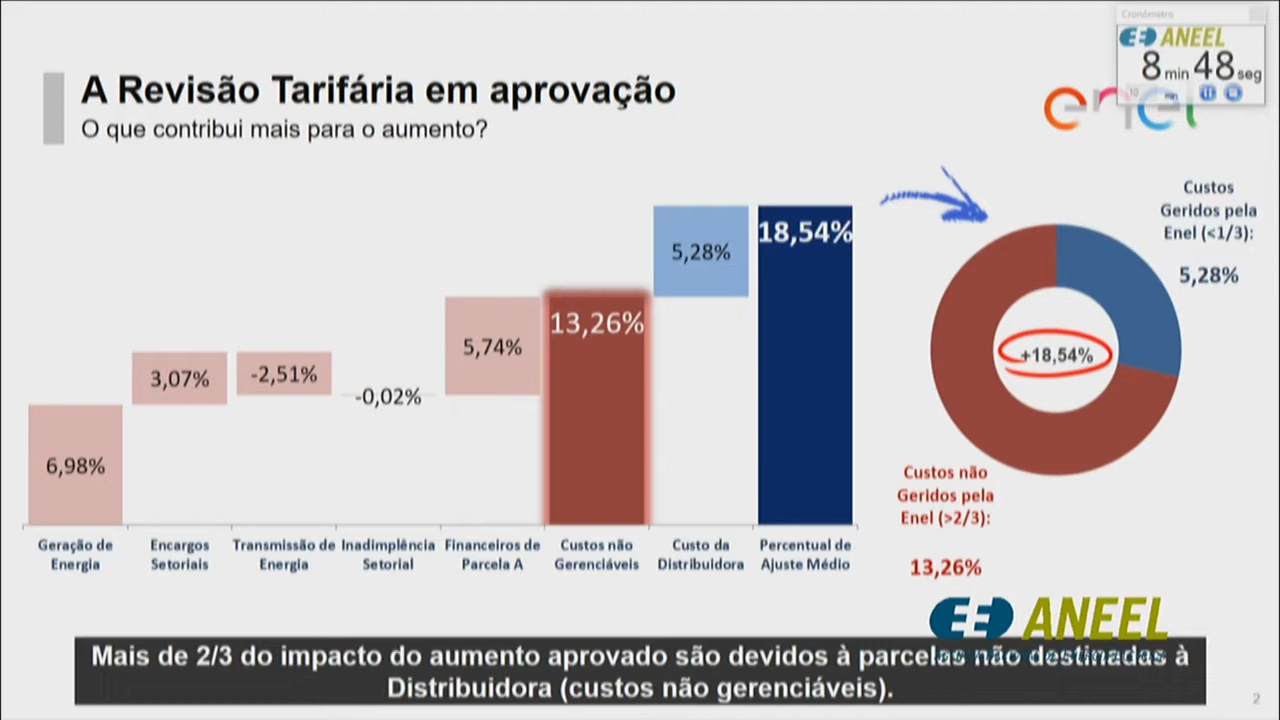 Cronômetro
ANEEL
8 min 48 seg
10
min
enel
A Revisão Tarifária em aprovação
O que contribui mais para o aumento?
6,98%
3,07%
-2,51%
-0,02%
5,74%
13,26%
5,28%
18,54%
Geração de
Energia
Encargos
Setoriais
Transmissão de
Energia
Inadimplência
Setorial
Financeiros de
Parcela A
Custos não
Gerenciáveis
Custo da
Distribuidora
Percentual de
Ajuste Médio
Custos
Geridos pela
Enel (<1/3):
5,28%
+18,54%
Custos não
Geridos pela
Enel (>2/3):
13,26%
ANEEL
Mais de 2/3 do impacto do aumento aprovado são devidos à parcelas não destinadas à
Distribuidora (custos não gerenciáveis).
2